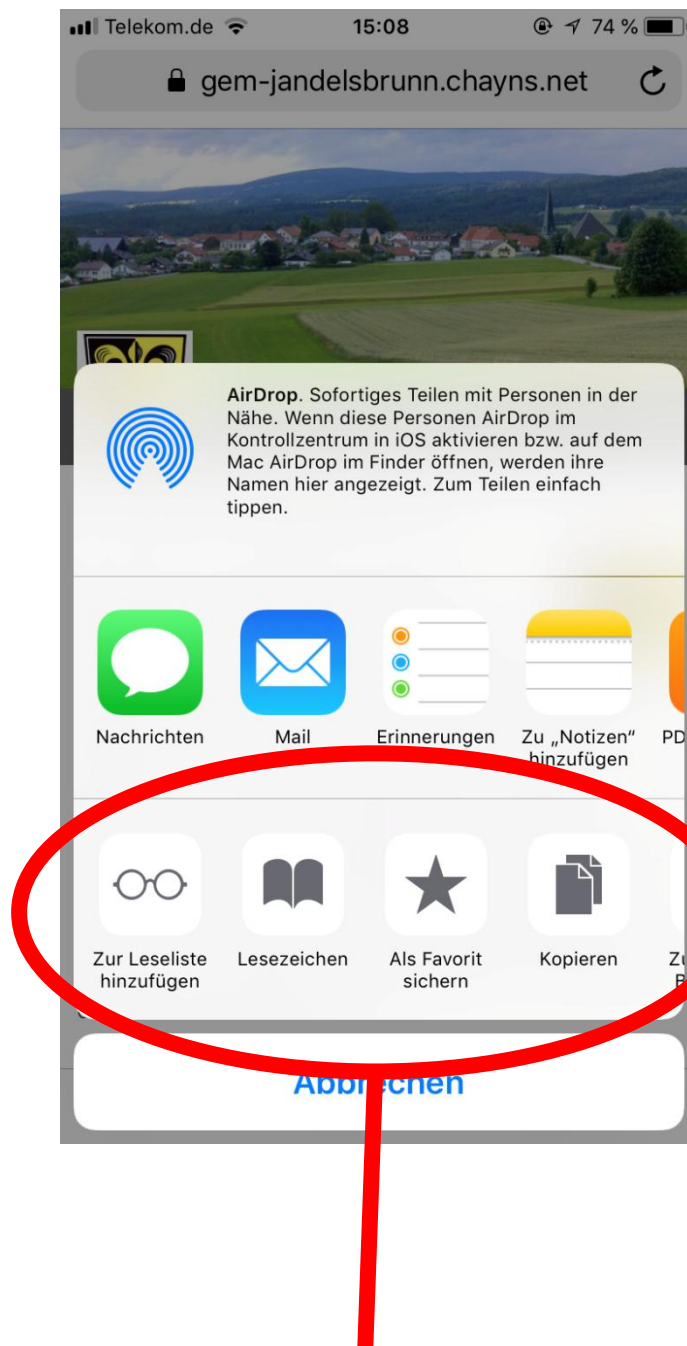 Telekom.de 15:08 74 %
gem-jandelsbrunn.chayns.net
AirDrop. Sofortiges Teilen mit Personen in der
Nähe. Wenn diese Personen AirDrop im
Kontrollzentrum in iOS aktivieren bzw. auf dem
Mac AirDrop im Finder öffnen, werden ihre
Namen hier angezeigt. Zum Teilen einfach
tippen.
Nachrichten Mail Erinnerungen Zu „Notizen“ PD
hinzufügen
Zur Leseliste Lesezeichen Als Favorit Kopieren
hinzufügen sichern
Abbrechen